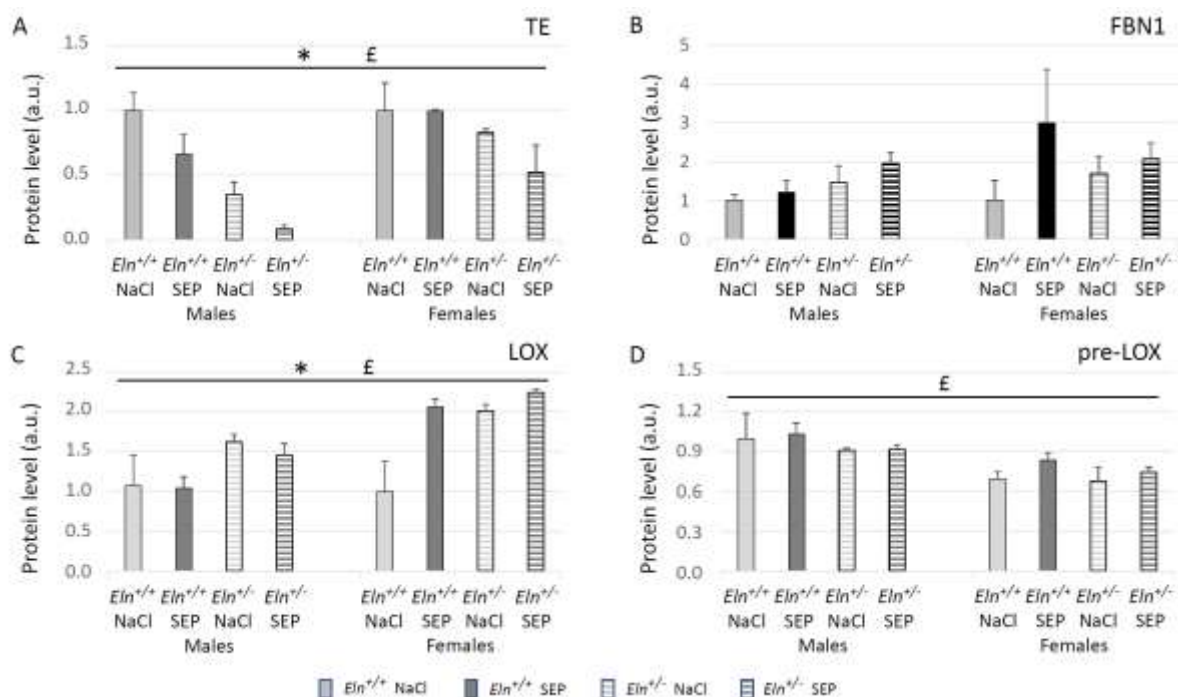 A TE
1.5
* £
1.0
0.5
0.0
Protein level (a.u.)
Eln+/+ Eln+/+ Eln+/- Eln+/- Eln+/+ Eln+/+ Eln+/- Eln+/-
NaCl SEP NaCl SEP NaCl SEP NaCl SEP
Males Females
B FBN1
5
4
3
2
1
0
Protein level (a.u.)
Eln+/+ Eln+/+ Eln+/- Eln+/- Eln+/+ Eln+/+ Eln+/- Eln+/-
NaCl SEP NaCl SEP NaCl SEP NaCl SEP
Males Females
C LOX
2.5
* £
2.0
1.5
1.0
0.5
0.0
Protein level (a.u.)
Eln+/+ Eln+/+ Eln+/- Eln+/- Eln+/+ Eln+/+ Eln+/- Eln+/-
NaCl SEP NaCl SEP NaCl SEP NaCl SEP
Males Females
D pre-LOX
1.5
£
1.2
0.9
0.6
0.3
0.0
Protein level (a.u.)
Eln+/+ Eln+/+ Eln+/- Eln+/- Eln+/+ Eln+/+ Eln+/- Eln+/-
NaCl SEP NaCl SEP NaCl SEP NaCl SEP
Males Females
Eln+/+ NaCl Eln+/+ SEP Eln+/- NaCl Eln+/- SEP